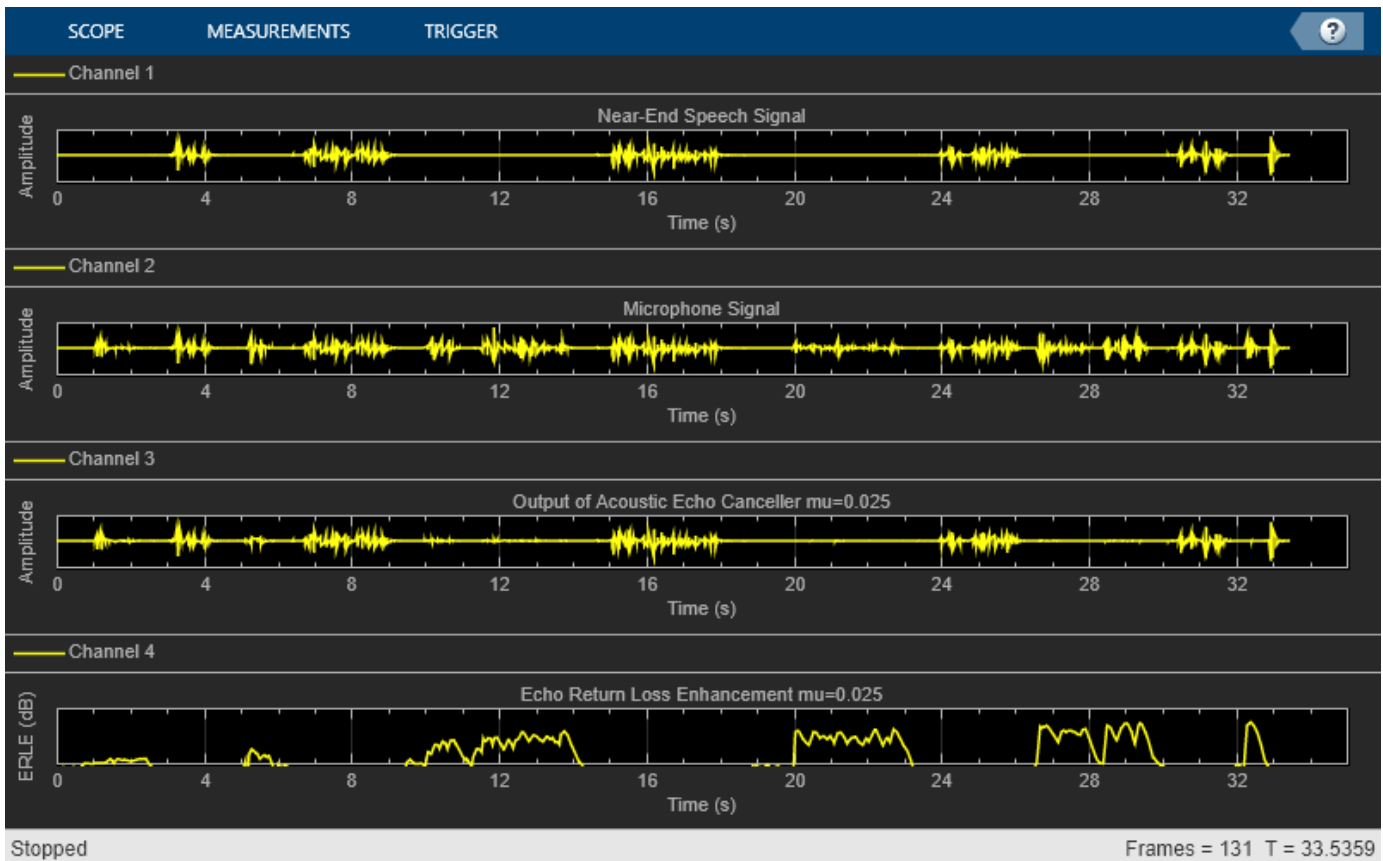 SCOPE MEASUREMENTS TRIGGER ?
Channel 1
Near-End Speech Signal
Amplitude
0 4 8 12 16 20 24 28 32
Time (s)
Channel 2
Microphone Signal
Amplitude
0 4 8 12 16 20 24 28 32
Time (s)
Channel 3
Output of Acoustic Echo Canceller mu=0.025
Amplitude
0 4 8 12 16 20 24 28 32
Time (s)
Channel 4
Echo Return Loss Enhancement mu=0.025
ERLE (dB)
0 4 8 12 16 20 24 28 32
Time (s)
Stopped Frames = 131 T = 33.5359